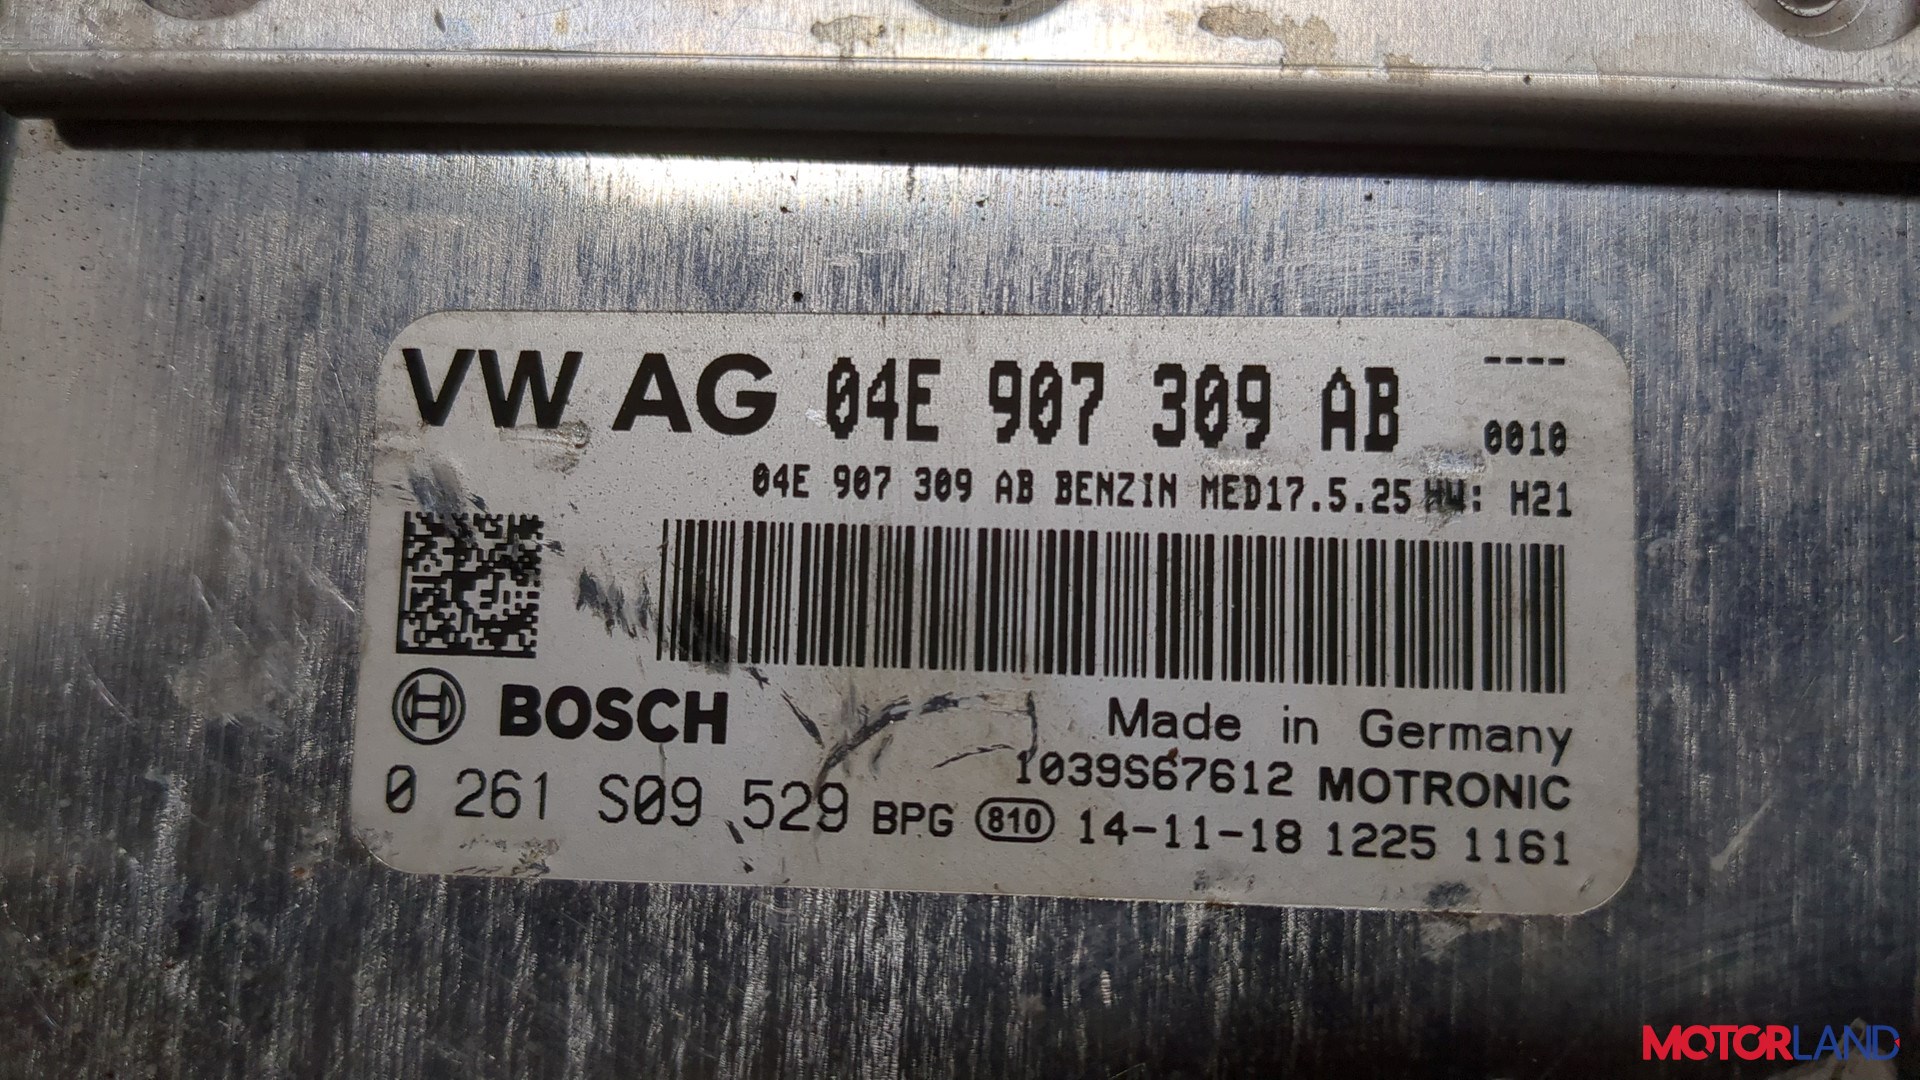 VW AG 04E 907 309 AB ----
0010
04E 907 309 AB BENZIN MED17.5.25 HW: H21
BOSCH
Made in Germany
1039S67612 MOTRONIC
0 261 S09 529 BPG 810 14-11-18 1225 1161
MOTORLAND